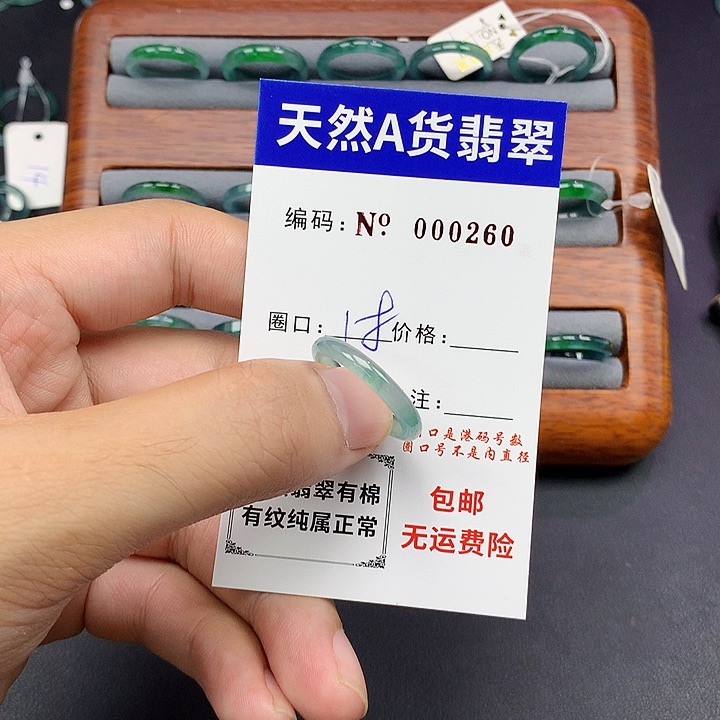 天然A货翡翠
编码：Nº 000260
圈口：18 价格：
注：
口是港码号数
圈口号不是内直径
翡翠有棉
有纹纯属正常
包邮
无运费险